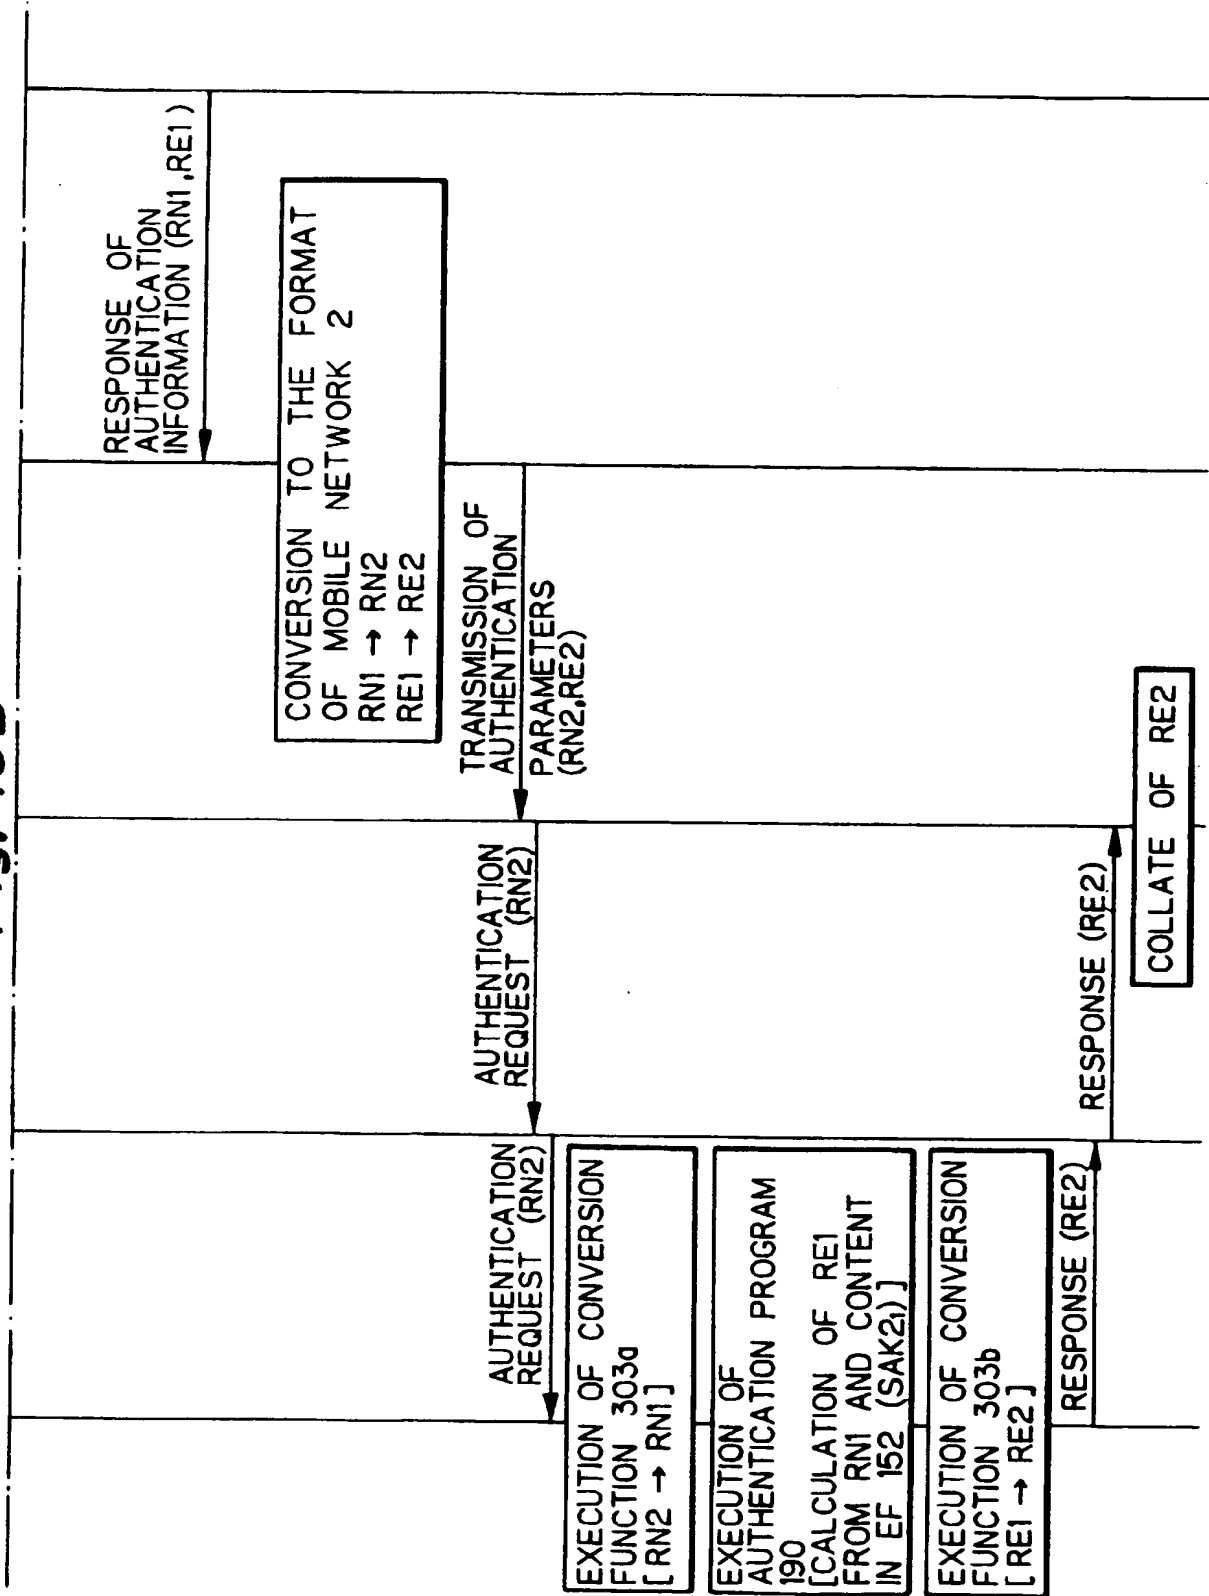 RESPONSE OF
AUTHENTICATION
INFORMATION (RN1,RE1)
CONVERSION TO THE FORMAT
OF MOBILE NETWORK 2
RN1 → RN2
RE1 → RE2
TRANSMISSION OF
AUTHENTICATION
PARAMETERS
(RN2,RE2)
AUTHENTICATION
REQUEST (RN2)
AUTHENTICATION
REQUEST (RN2)
EXECUTION OF CONVERSION
FUNCTION 303a
[RN2 → RN1]
EXECUTION OF
AUTHENTICATION PROGRAM
190
[CALCULATION OF RE1
FROM RN1 AND CONTENT
IN EF 152 (SAK2i)]
EXECUTION OF CONVERSION
FUNCTION 303b
[RE1 → RE2]
RESPONSE (RE2)
RESPONSE (RE2)
COLLATE OF RE2